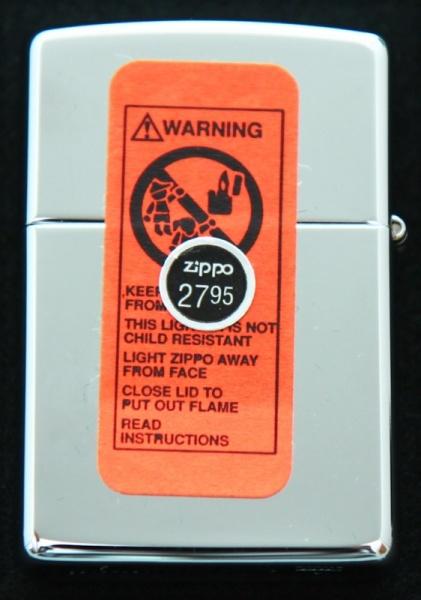 WARNING
zippo
2795
FROM
THIS IS NOT
CHILD RESISTANT
LIGHT ZIPPO AWAY
FROM FACE
CLOSE LID TO
PUT OUT FLAME
READ
INSTRUCTIONS